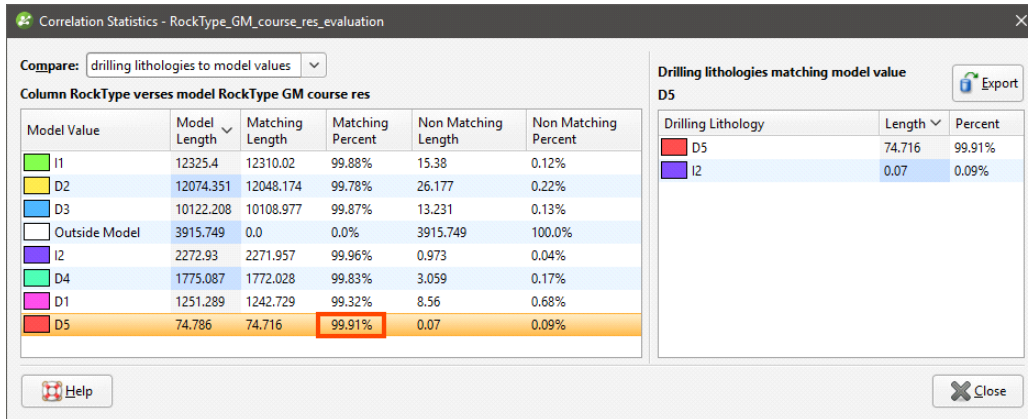 Correlation Statistics - RockType_GM_course_res_evaluation
Compare: drilling lithologies to model values
Column RockType verses model RockType GM course res
Model Value Model Length Matching Length Matching Percent Non Matching Length Non Matching Percent
I1 12325.4 12310.02 99.88% 15.38 0.12%
D2 12074.351 12048.174 99.78% 26.177 0.22%
D3 10122.208 10108.977 99.87% 13.231 0.13%
Outside Model 3915.749 0.0 0.0% 3915.749 100.0%
I2 2272.93 2271.957 99.96% 0.973 0.04%
D4 1775.087 1772.028 99.83% 3.059 0.17%
D1 1251.289 1242.729 99.32% 8.56 0.68%
D5 74.786 74.716 99.91% 0.07 0.09%
Drilling lithologies matching model value
D5
Export
Drilling Lithology Length Percent
D5 74.716 99.91%
I2 0.07 0.09%
Help
Close